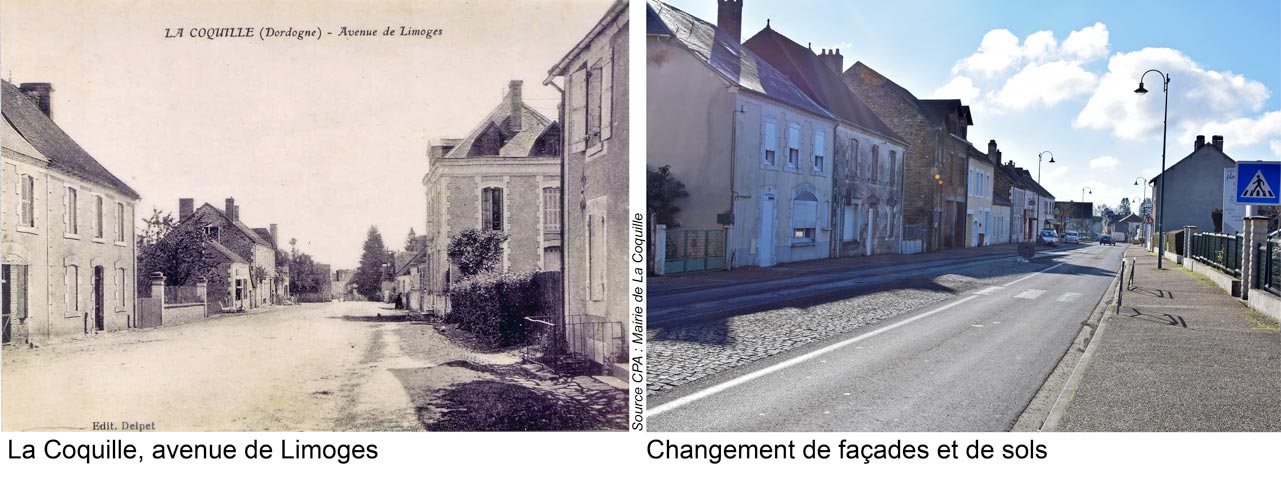 LA COQUILLE (Dordogne) - Avenue de Limoges
Edit. Delpet
Source CPA : Mairie de La Coquille
La Coquille, avenue de Limoges
Changement de façades et de sols